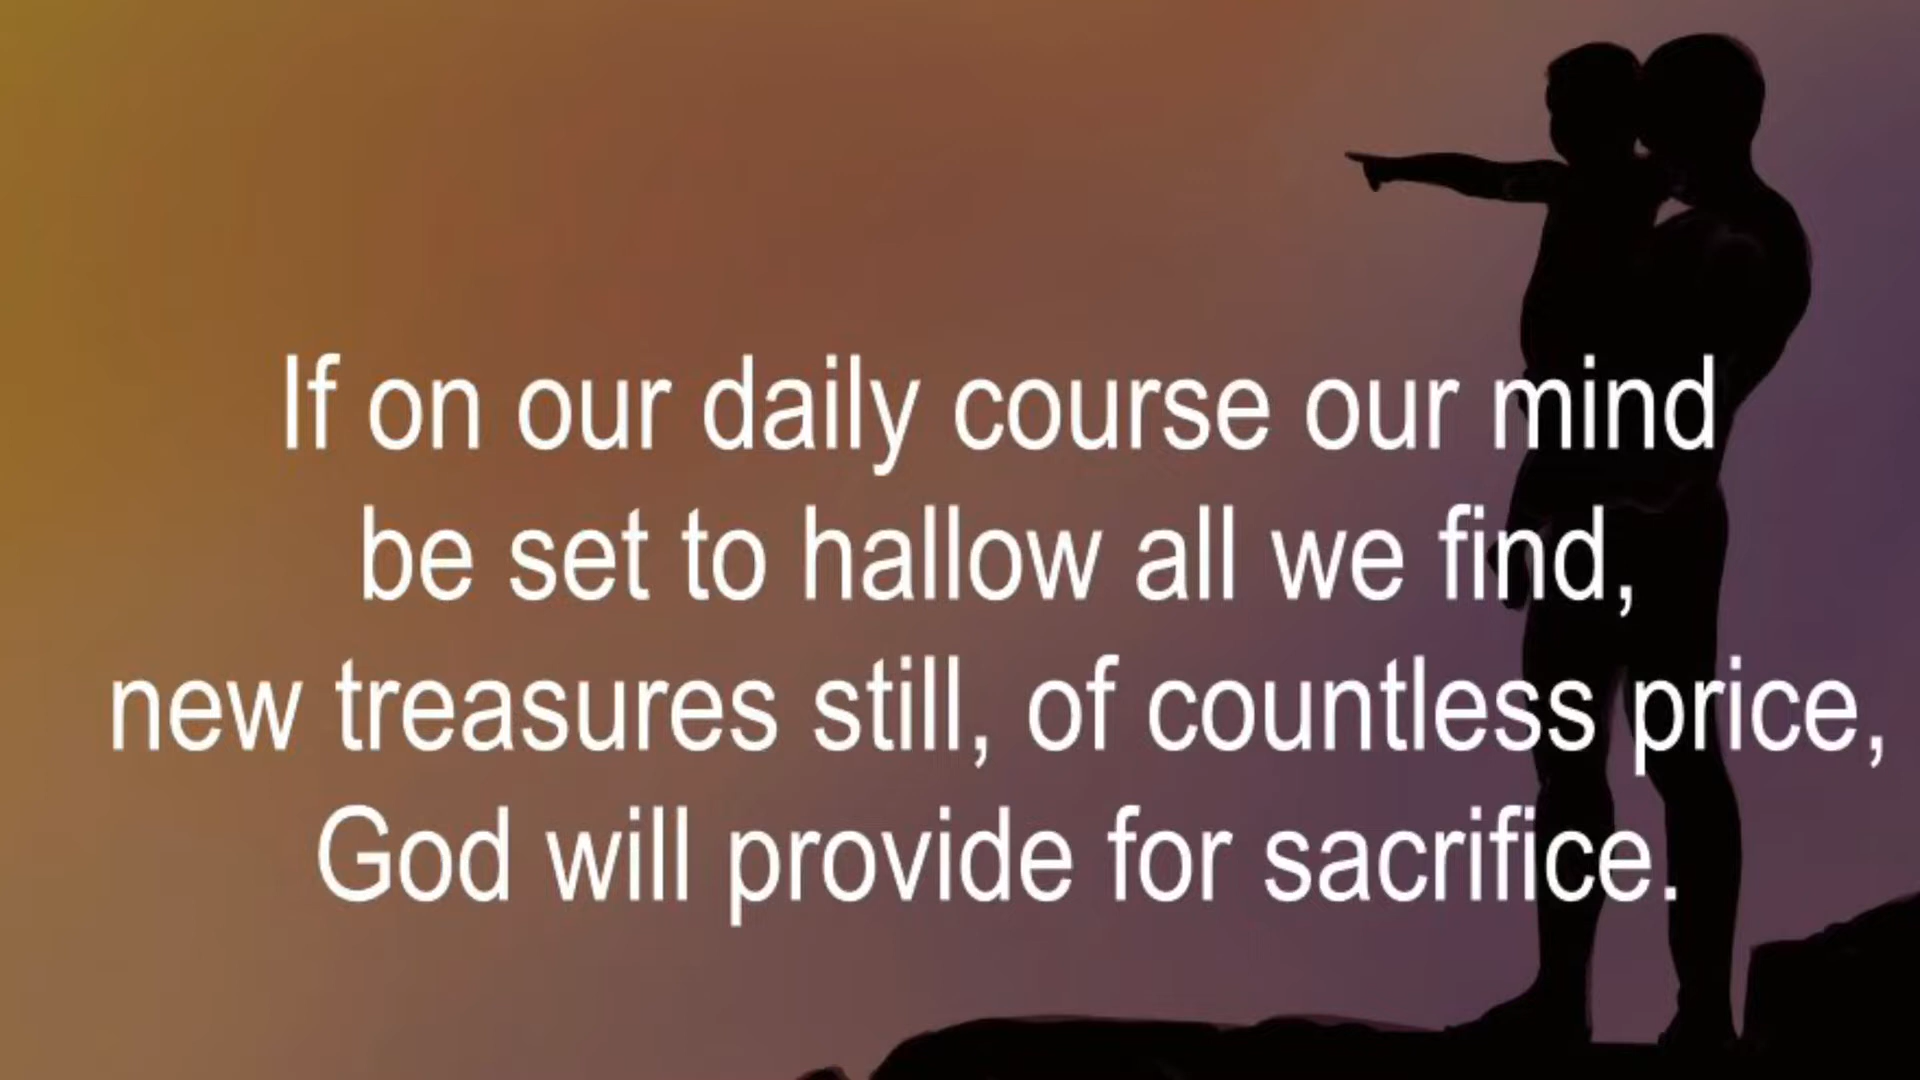 If on our daily course our mind
be set to hallow all we find,
new treasures still, of countless price,
God will provide for sacrifice.